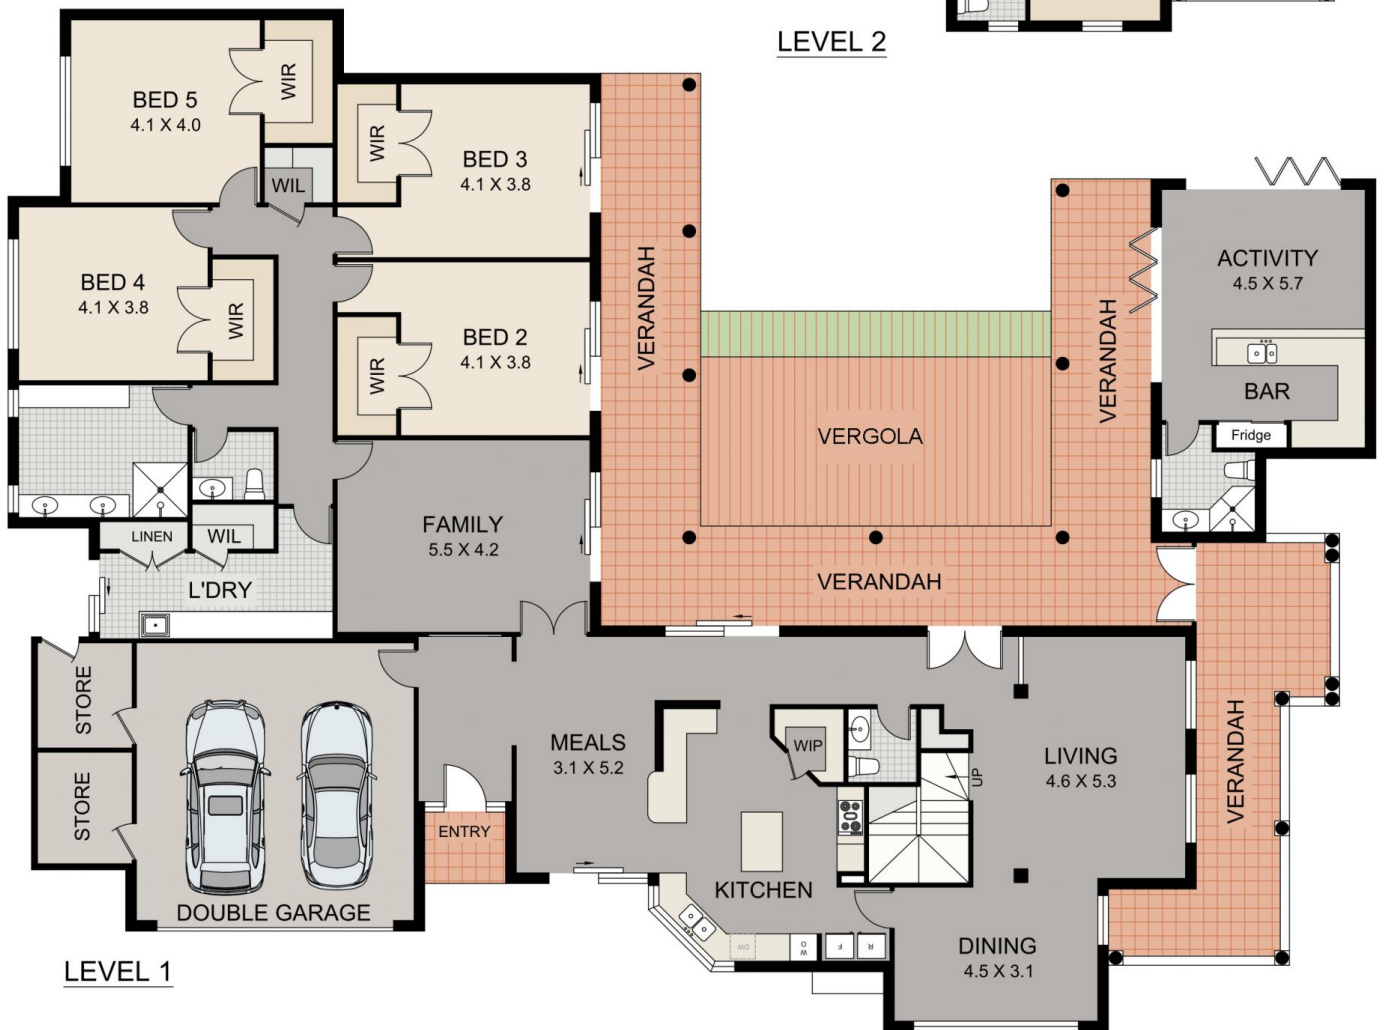 LEVEL 2
BED 5
4.1 X 4.0
WIR
WIR
BED 3
4.1 X 3.8
WIL
BED 4
4.1 X 3.8
WIR
WIR
BED 2
4.1 X 3.8
VERANDAH
VERGOLA
VERANDAH
ACTIVITY
4.5 X 5.7
BAR
Fridge
FAMILY
5.5 X 4.2
LINEN
WIL
L'DRY
VERANDAH
STORE
STORE
DOUBLE GARAGE
ENTRY
MEALS
3.1 X 5.2
WIP
UP
LIVING
4.6 X 5.3
VERANDAH
KITCHEN
DW
WO
F
R
DINING
4.5 X 3.1
LEVEL 1